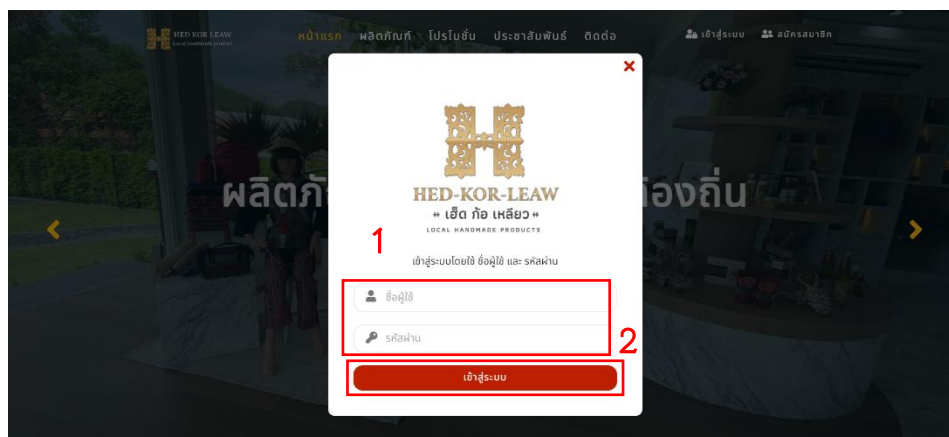 HED KOR LEAW
Local handmade product
หน้าแรก ผลิตภัณฑ์ โปรโมชั่น ประชาสัมพันธ์ ติดต่อ
เข้าสู่ระบบ สมัครสมาชิก
ผลิตภั
้องถิ่น
HED-KOR-LEAW
เฮ็ด ก้อ เหลียว
LOCAL HANDMADE PRODUCTS
1
เข้าสู่ระบบโดยใช้ ชื่อผู้ใช้ และ รหัสผ่าน
ชื่อผู้ใช้
รหัสผ่าน
2
เข้าสู่ระบบ